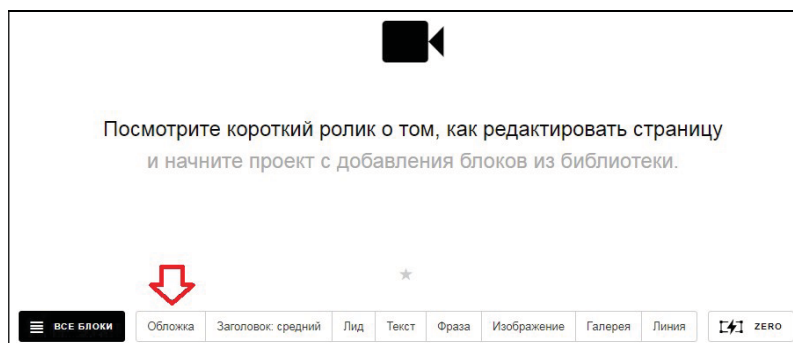 Посмотрите короткий ролик о том, как редактировать страницу
и начните проект с добавления блоков из библиотеки.
ВСЕ БЛОКИ Обложка Заголовок: средний Лид Текст Фраза Изображение Галерея Линия ZERO